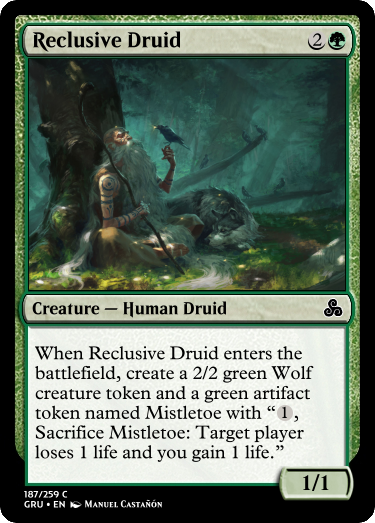 Reclusive Druid 2
Creature — Human Druid
When Reclusive Druid enters the
battlefield, create a 2/2 green Wolf
creature token and a green artifact
token named Mistletoe with “1,
Sacrifice Mistletoe: Target player
loses 1 life and you gain 1 life.”
1/1
187/259 C
GRU • EN Manuel Castañón